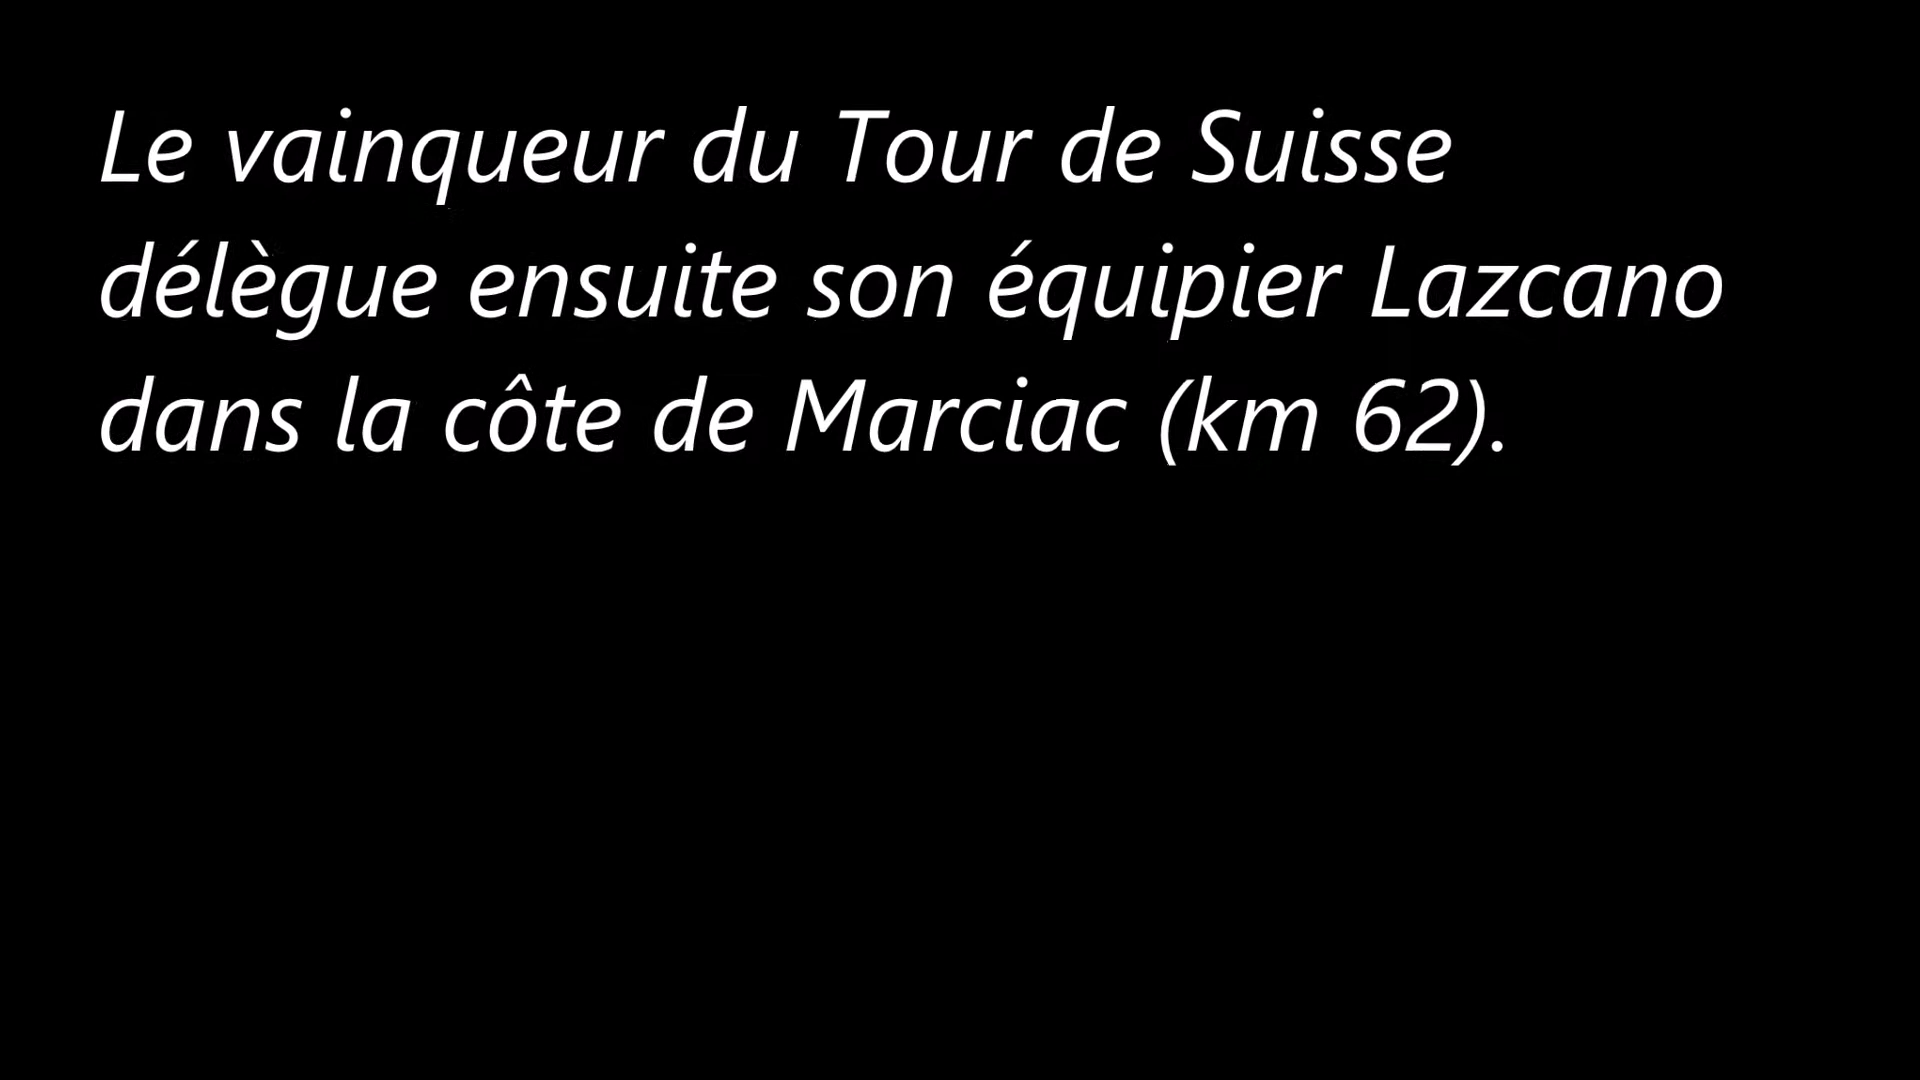 Le vainqueur du Tour de Suisse
délègue ensuite son équipier Lazcano
dans la côte de Marciac (km 62).